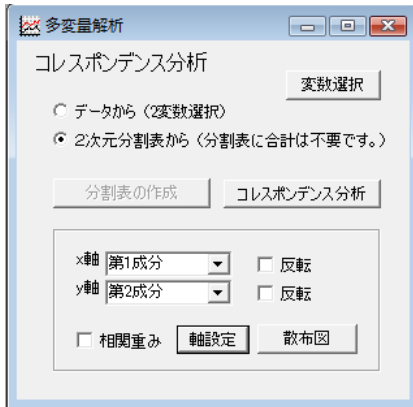 多変量解析
コレスポンデンス分析
変数選択
データから（2変数選択）
2次元分割表から（分割表に合計は不要です。）
分割表の作成 コレスポンデンス分析
x軸 第1成分 反転
y軸 第2成分 反転
相関重み 軸設定 散布図